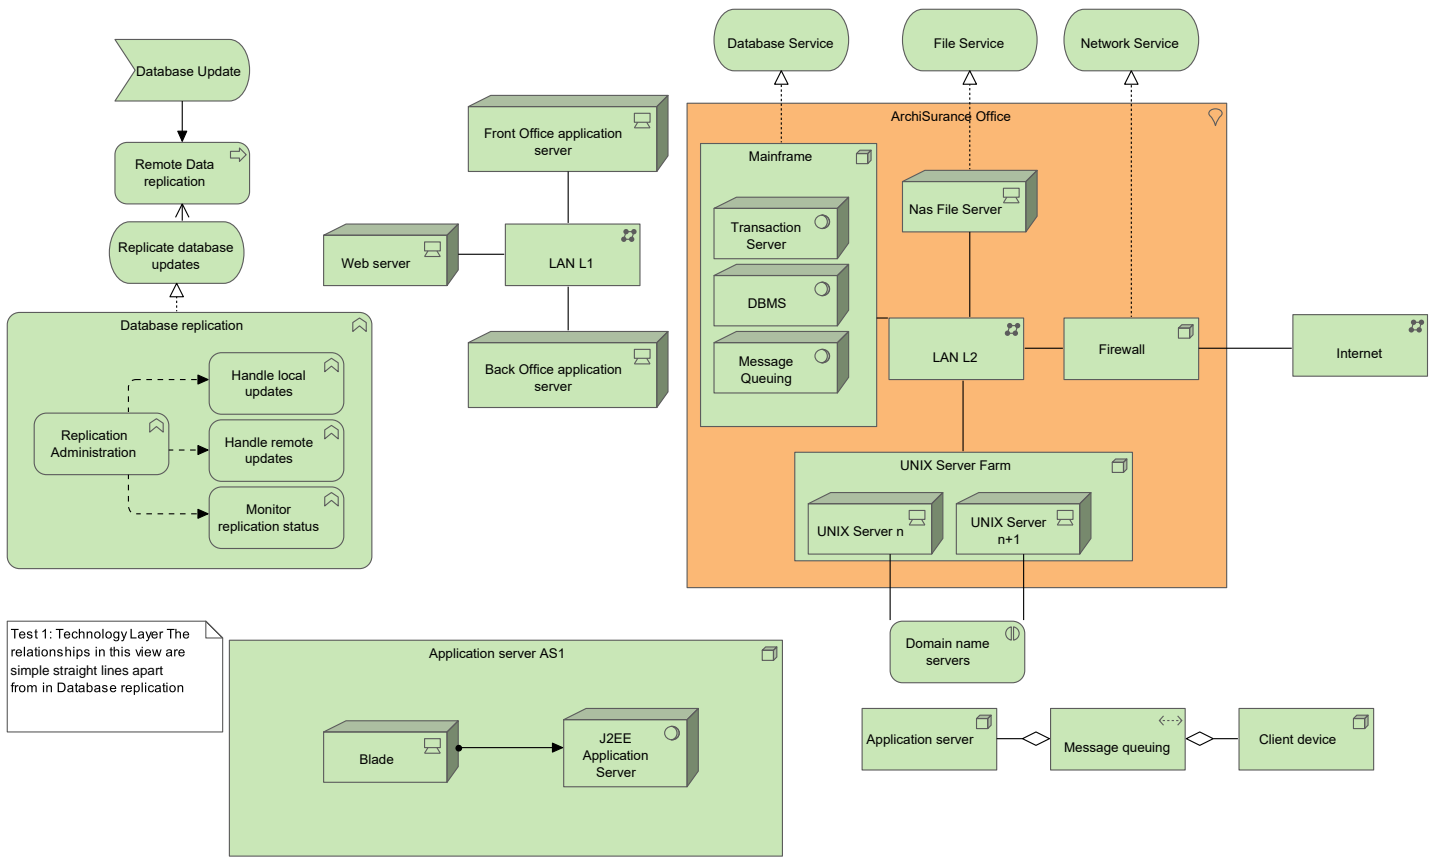 Database Service
File Service
Network Service
Database Update
ArchiSurance Office
Front Office application
server
Mainframe
Remote Data
replication
Nas File Server
Transaction
Server
Replicate database
updates
Web server
LAN L1
DBMS
Database replication
LAN L2
Firewall
Internet
Message
Queuing
Handle local
updates
Back Office application
server
Replication
Administration
Handle remote
updates
UNIX Server Farm
Monitor
replication status
UNIX Server n
UNIX Server
n+1
Test 1: Technology Layer The
relationships in this view are
simple straight lines apart
from in Database replication
Application server AS1
Domain name
servers
Blade
J2EE
Application
Server
Application server
Message queuing
Client device